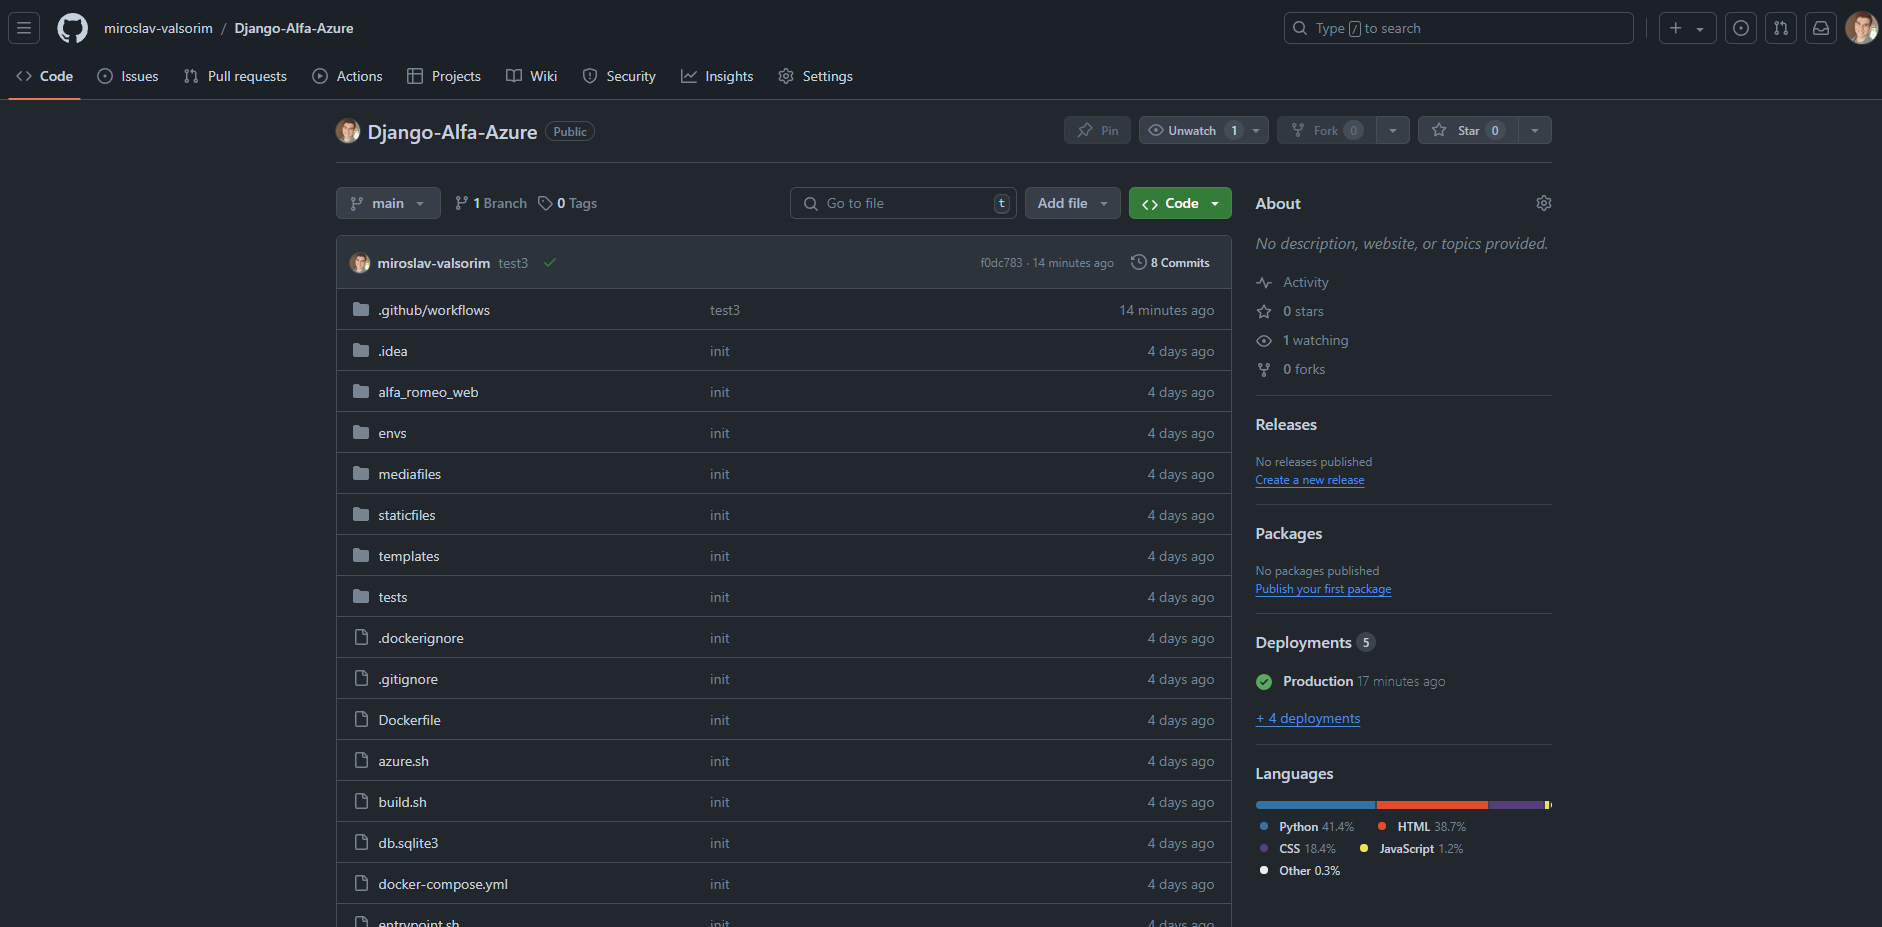 miroslav-valsorim / Django-Alfa-Azure
Type / to search
Code Issues Pull requests Actions Projects Wiki Security Insights Settings
Django-Alfa-Azure Public
Pin Unwatch 1 Fork 0 Star 0
main 1 Branch 0 Tags Go to file t Add file Code
miroslav-valsorim test3 f0dc783 · 14 minutes ago 8 Commits
.github/workflows test3 14 minutes ago
.idea init 4 days ago
alfa_romeo_web init 4 days ago
envs init 4 days ago
mediafiles init 4 days ago
staticfiles init 4 days ago
templates init 4 days ago
tests init 4 days ago
.dockerignore init 4 days ago
.gitignore init 4 days ago
Dockerfile init 4 days ago
azure.sh init 4 days ago
build.sh init 4 days ago
db.sqlite3 init 4 days ago
docker-compose.yml init 4 days ago
entrypoint.sh init 4 days ago
About
No description, website, or topics provided.
Activity
0 stars
1 watching
0 forks
Releases
No releases published
Create a new release
Packages
No packages published
Publish your first package
Deployments 5
Production 17 minutes ago
+ 4 deployments
Languages
Python 41.4% HTML 38.7%
CSS 18.4% JavaScript 1.2%
Other 0.3%